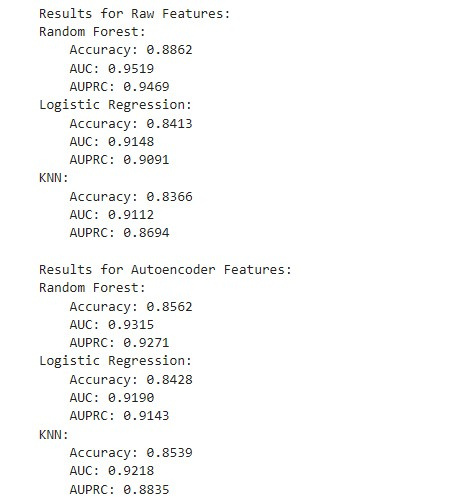 Results for Raw Features:
Random Forest:
Accuracy: 0.8862
AUC: 0.9519
AUPRC: 0.9469
Logistic Regression:
Accuracy: 0.8413
AUC: 0.9148
AUPRC: 0.9091
KNN:
Accuracy: 0.8366
AUC: 0.9112
AUPRC: 0.8694
Results for Autoencoder Features:
Random Forest:
Accuracy: 0.8562
AUC: 0.9315
AUPRC: 0.9271
Logistic Regression:
Accuracy: 0.8428
AUC: 0.9190
AUPRC: 0.9143
KNN:
Accuracy: 0.8539
AUC: 0.9218
AUPRC: 0.8835